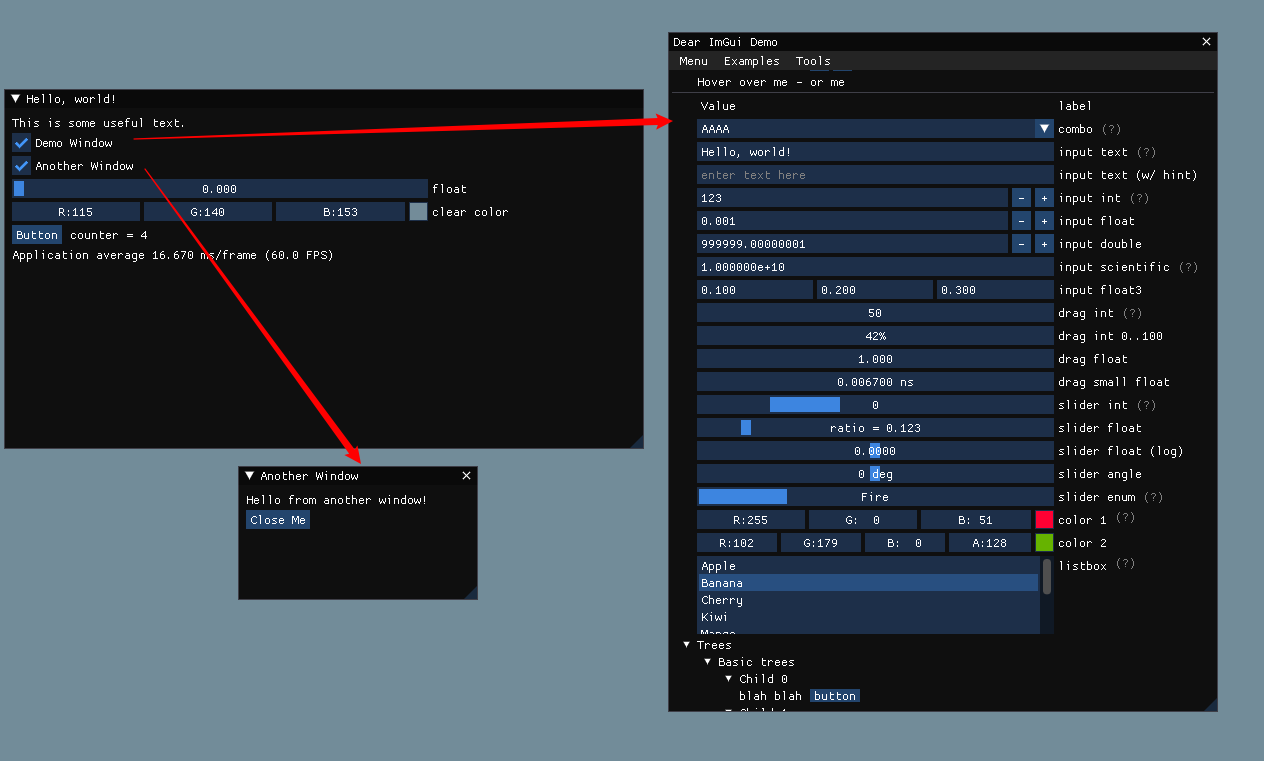 Hello, world!
This is some useful text.
Demo Window
Another Window
0.000 float
R:115 G:140 B:153 clear color
Button counter = 4
Application average 16.670 ms/frame (60.0 FPS)
Another Window
Hello from another window!
Close Me
Dear ImGui Demo
Menu Examples Tools
Hover over me - or me
Value label
AAAA combo (?)
Hello, world! input text (?)
enter text here input text (w/ hint)
123 - + input int (?)
0.001 - + input float
999999.00000001 - + input double
1.000000e+10 input scientific (?)
0.100 0.200 0.300 input float3
50 drag int (?)
42% drag int 0..100
1.000 drag float
0.006700 ns drag small float
0 slider int (?)
ratio = 0.123 slider float
0.0000 slider float (log)
0 deg slider angle
Fire slider enum (?)
R:255 G: 0 B: 51 color 1 (?)
R:102 G:179 B: 0 A:128 color 2
Apple listbox (?)
Banana
Cherry
Kiwi
Mango
Trees
Basic trees
Child 0
blah blah button